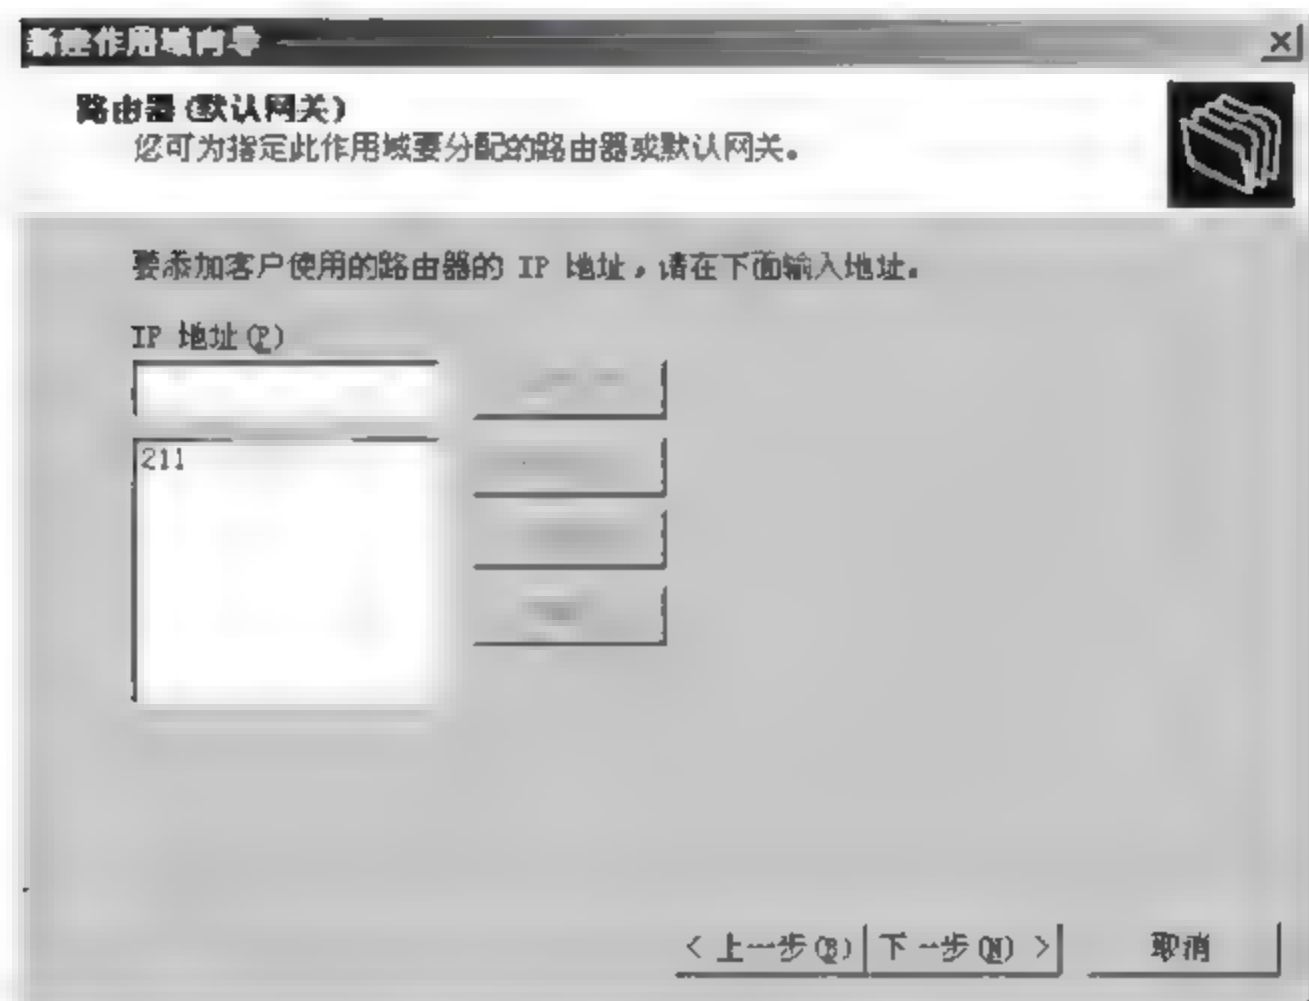 新建作用域向导
路由器(默认网关)
您可为指定此作用域要分配的路由器或默认网关。
要添加客户使用的路由器的 IP 地址，请在下面输入地址。
IP 地址(P)
211
< 上一步(B) 下一步(N) > 取消